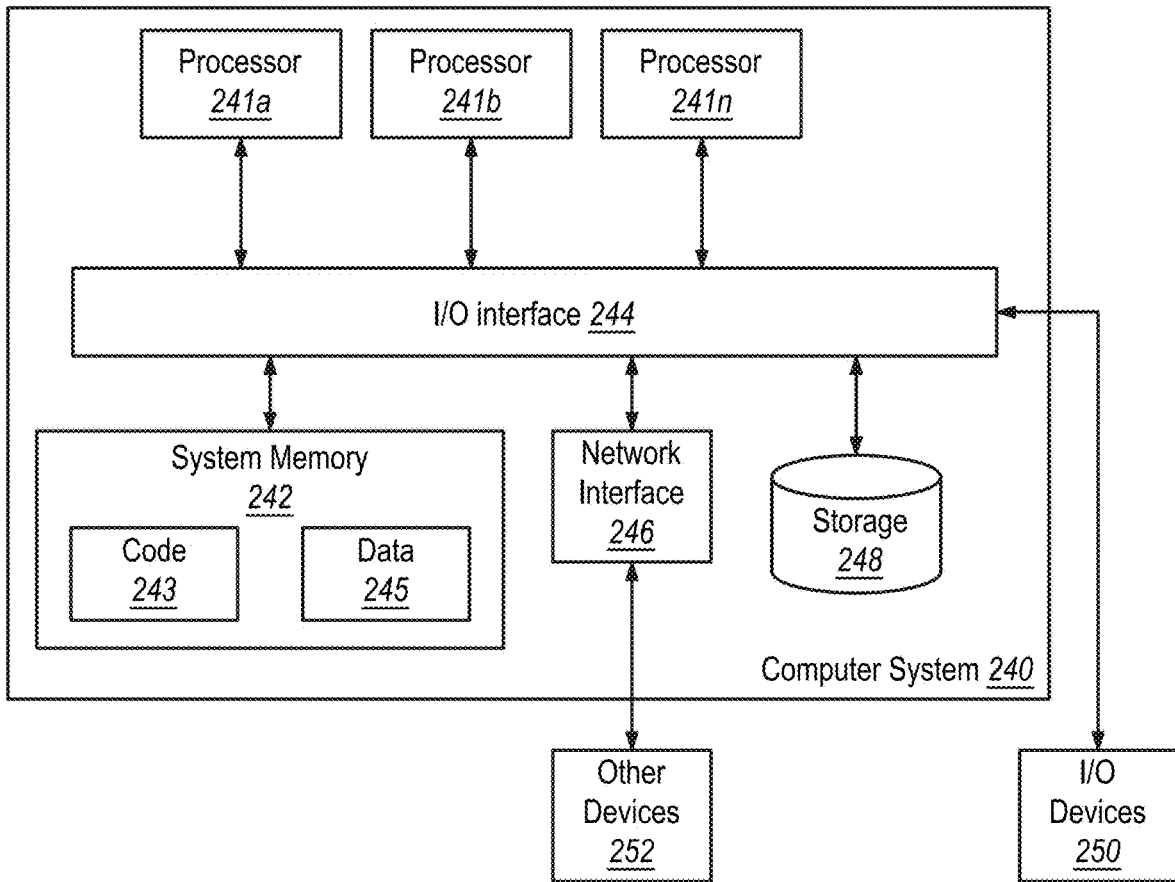 Processor
241a
Processor
241b
Processor
241n
I/O interface 244
System Memory
242
Code
243
Data
245
Network
Interface
246
Storage
248
Computer System 240
Other
Devices
252
I/O
Devices
250